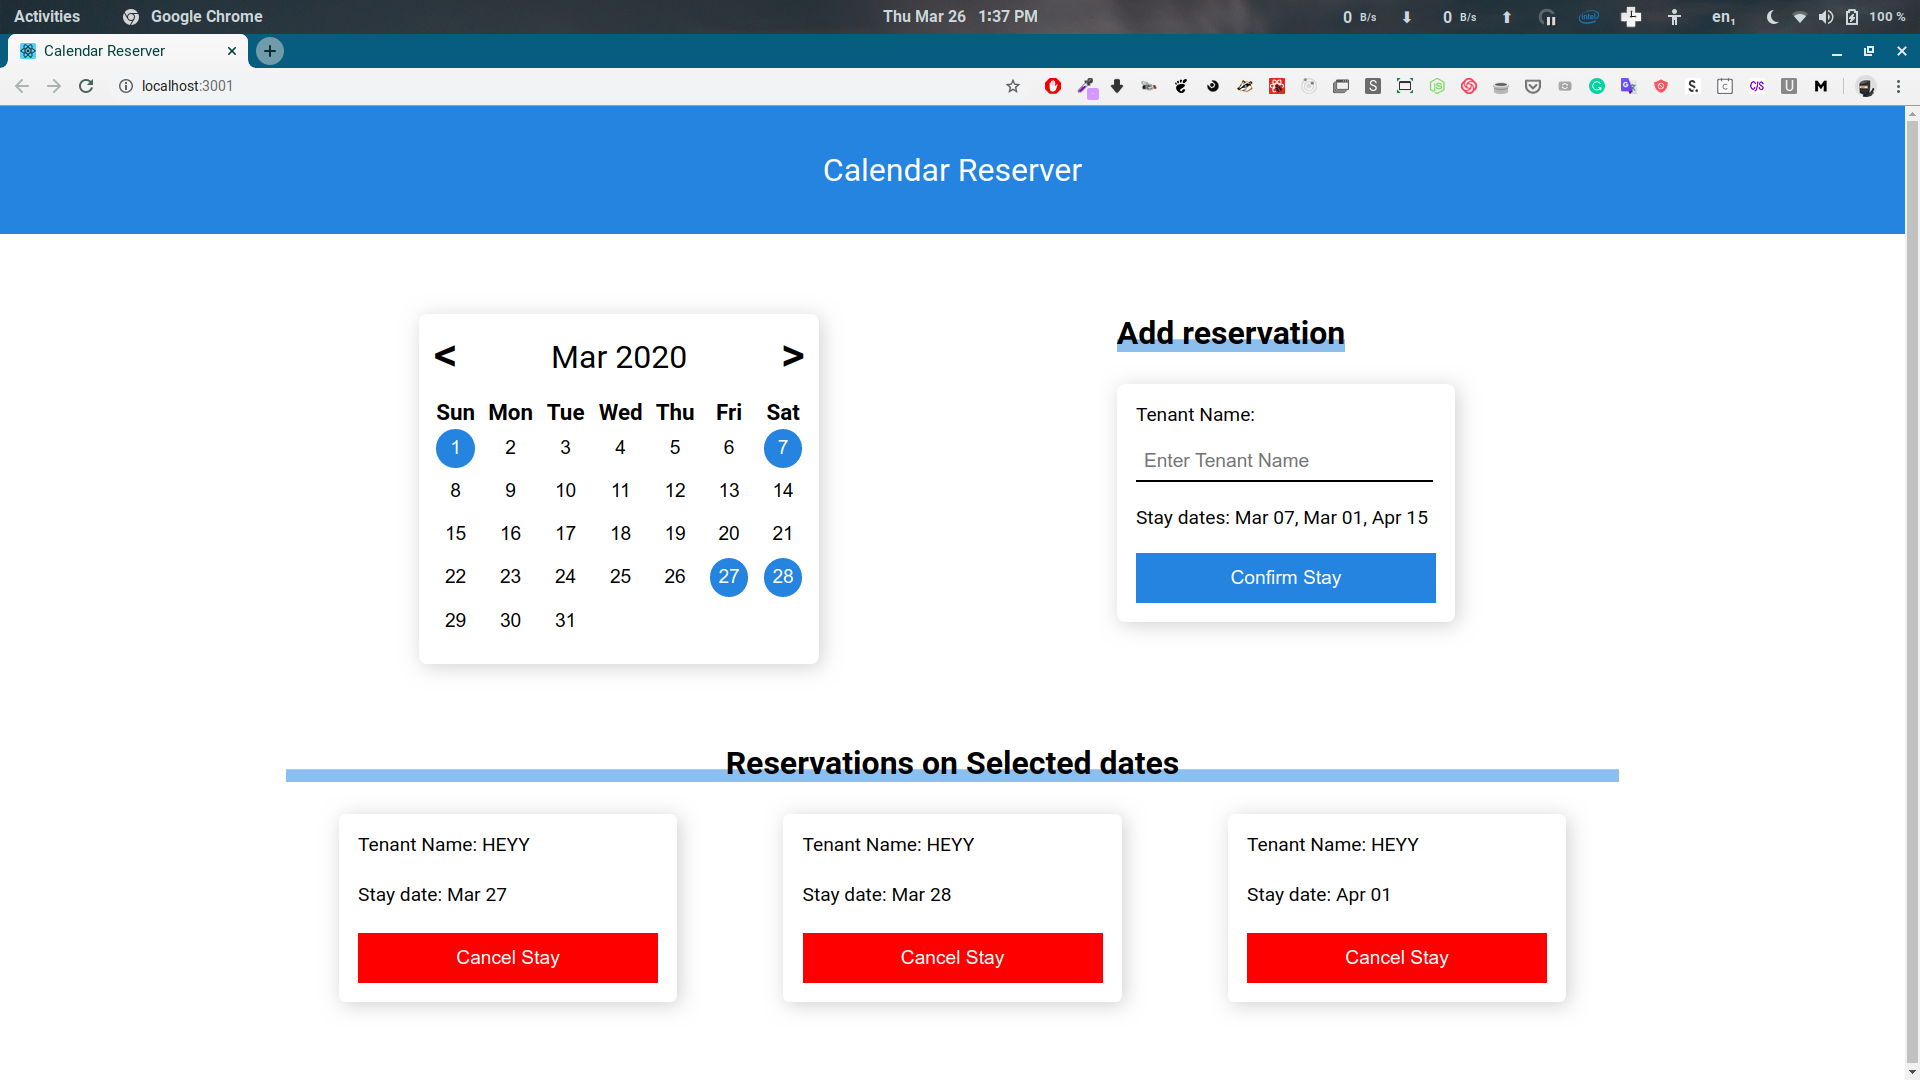 Activities Google Chrome Thu Mar 26 1:37 PM 0 B/s 0 B/s intel en1 100 %
Calendar Reserver
localhost:3001
Calendar Reserver
< Mar 2020 >
Sun Mon Tue Wed Thu Fri Sat
1 2 3 4 5 6 7
8 9 10 11 12 13 14
15 16 17 18 19 20 21
22 23 24 25 26 27 28
29 30 31
Add reservation
Tenant Name:
Enter Tenant Name
Stay dates: Mar 07, Mar 01, Apr 15
Confirm Stay
Reservations on Selected dates
Tenant Name: HEYY
Stay date: Mar 27
Cancel Stay
Tenant Name: HEYY
Stay date: Mar 28
Cancel Stay
Tenant Name: HEYY
Stay date: Apr 01
Cancel Stay